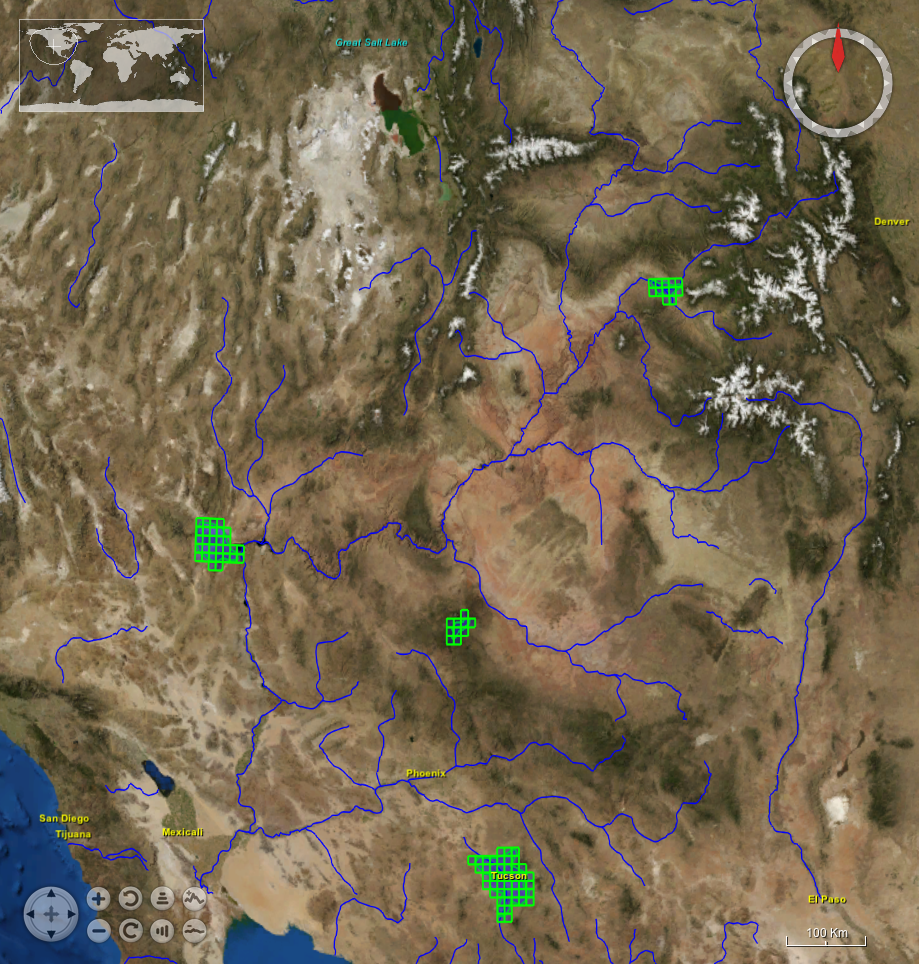 Great Salt Lake
Denver
Phoenix
San Diego
Tijuana
Mexicali
Tucson
El Paso
100 Km